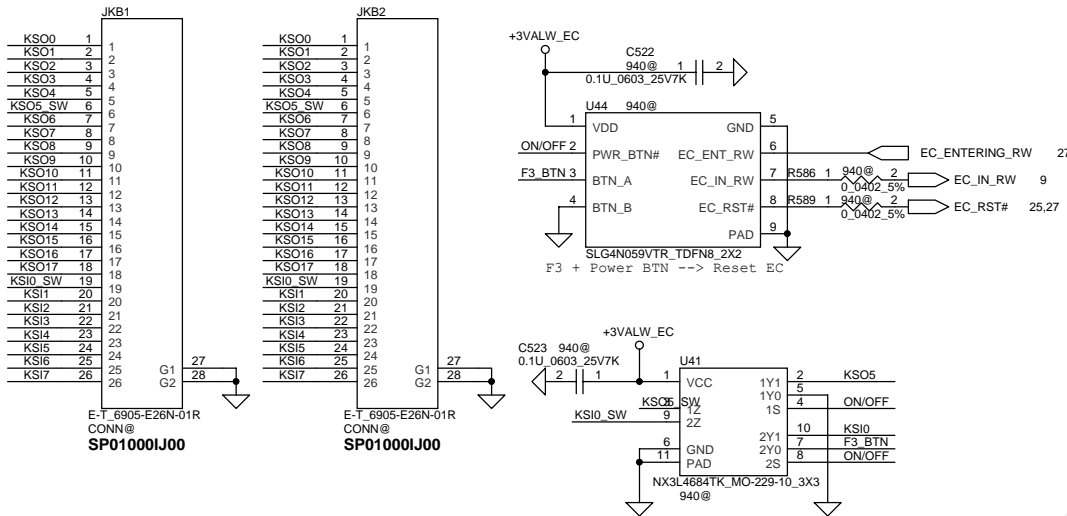 JKB1
KSO0 1 1
KSO1 2 2
KSO2 3 3
KSO3 4 4
KSO4 5 5
KSO5_SW 6 6
KSO6 7 7
KSO7 8 8
KSO8 9 9
KSO9 10 10
KSO10 11 11
KSO11 12 12
KSO12 13 13
KSO13 14 14
KSO14 15 15
KSO15 16 16
KSO16 17 17
KSO17 18 18
KSI0_SW 19 19
KSI1 20 20
KSI2 21 21
KSI3 22 22
KSI4 23 23
KSI5 24 24
KSI6 25 25
KSI7 26 26
G1 27
G2 28
E-T_6905-E26N-01R
CONN@
SP01000IJ00
JKB2
KSO0 1 1
KSO1 2 2
KSO2 3 3
KSO3 4 4
KSO4 5 5
KSO5_SW 6 6
KSO6 7 7
KSO7 8 8
KSO8 9 9
KSO9 10 10
KSO10 11 11
KSO11 12 12
KSO12 13 13
KSO13 14 14
KSO14 15 15
KSO15 16 16
KSO16 17 17
KSO17 18 18
KSI0_SW 19 19
KSI1 20 20
KSI2 21 21
KSI3 22 22
KSI4 23 23
KSI5 24 24
KSI6 25 25
KSI7 26 26
G1 27
G2 28
E-T_6905-E26N-01R
CONN@
SP01000IJ00
+3VALW_EC
C522
940@ 1 2
0.1U_0603_25V7K
U44 940@
1 VDD GND 5
ON/OFF 2 PWR_BTN# EC_ENT_RW 6 EC_ENTERING_RW 27
F3_BTN 3 BTN_A EC_IN_RW 7 R586 1 940@ 2 EC_IN_RW 9
0_0402_5%
4 BTN_B EC_RST# 8 R589 1 940@ 2 EC_RST# 25,27
0_0402_5%
PAD 9
SLG4N059VTR_TDFN8_2X2
F3 + Power BTN --> Reset EC
+3VALW_EC
C523 940@
0.1U_0603_25V7K
2 1
U41
1 VCC 1Y1 2 KSO5
1Y0 5
KSO5_SW 3 1Z 1S 4 ON/OFF
KSI0_SW 9 2Z
2Y1 10 KSI0
6 GND 2Y0 7 F3_BTN
11 PAD 2S 8 ON/OFF
NX3L4684TK_MO-229-10_3X3
940@